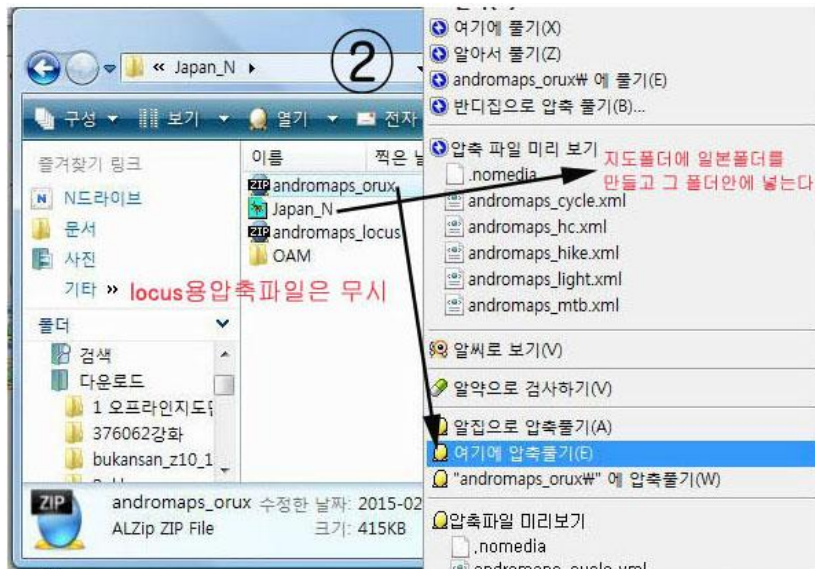 ②
« Japan_N
구성 보기 열기 전자
즐겨찾기 링크
N드라이브
문서
사진
기타 »
폴더
검색
다운로드
1 오프라인지도
376062강화
bukansan_z10_1
이름 찍은
ZIP andromaps_orux
Japan_N
ZIP andromaps_locus
OAM
locus용압축파일은 무시
ZIP
andromaps_orux 수정한 날짜: 2015-02
ALZip ZIP File 크기: 415KB
여기에 풀기(X)
알아서 풀기(Z)
andromaps_orux₩ 에 풀기(E)
반디집으로 압축 풀기(B)...
압축 파일 미리 보기
.nomedia
andromaps_cycle.xml
andromaps_hc.xml
andromaps_hike.xml
andromaps_light.xml
andromaps_mtb.xml
지도폴더에 일본폴더를
만들고 그 폴더안에 넣는다
알씨로 보기(V)
알약으로 검사하기(V)
알집으로 압축풀기(A)
여기에 압축풀기(E)
"andromaps_orux₩" 에 압축풀기(W)
압축파일 미리보기
.nomedia
andromaps_cycle.xml